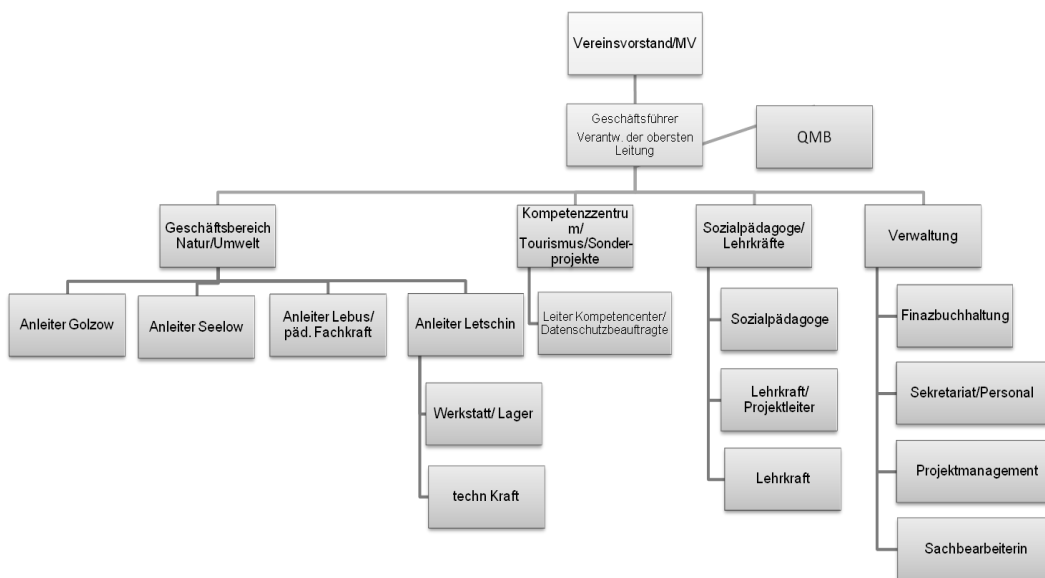 Vereinsvorstand/MV
Geschäftsführer
Verantw. der obersten
Leitung
QMB
Geschäftsbereich
Natur/Umwelt
Kompetenzzentru
m/
Tourismus/Sonder-
projekte
Sozialpädagoge/
Lehrkräfte
Verwaltung
Anleiter Golzow
Anleiter Seelow
Anleiter Lebus/
päd. Fachkraft
Anleiter Letschin
Leiter Kompetencenter/
Datenschutzbeauftragte
Sozialpädagoge
Finazbuchhaltung
Werkstatt/ Lager
Lehrkraft/
Projektleiter
Sekretariat/Personal
techn Kraft
Lehrkraft
Projektmanagement
Sachbearbeiterin